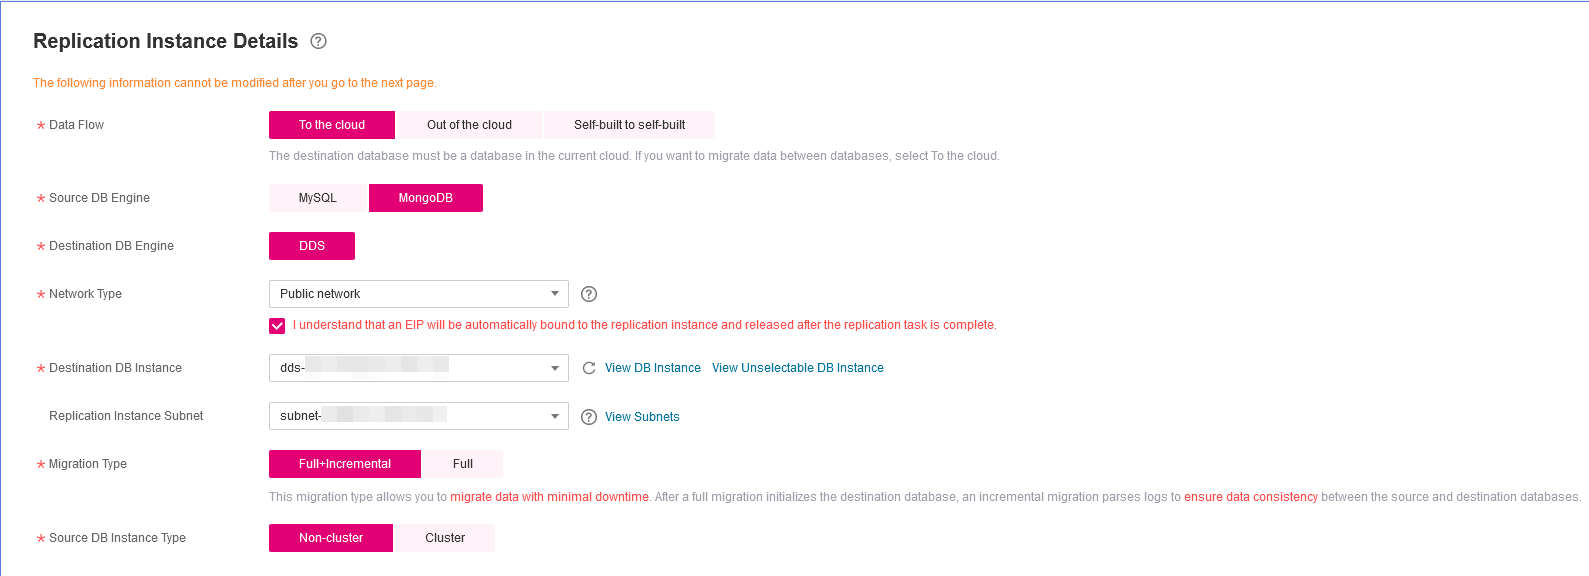 Replication Instance Details ?
The following information cannot be modified after you go to the next page.
* Data Flow To the cloud Out of the cloud Self-built to self-built
The destination database must be a database in the current cloud. If you want to migrate data between databases, select To the cloud.
* Source DB Engine MySQL MongoDB
* Destination DB Engine DDS
* Network Type Public network ?
I understand that an EIP will be automatically bound to the replication instance and released after the replication task is complete.
* Destination DB Instance dds- View DB Instance View Unselectable DB Instance
Replication Instance Subnet subnet- ? View Subnets
* Migration Type Full+Incremental Full
This migration type allows you to migrate data with minimal downtime. After a full migration initializes the destination database, an incremental migration parses logs to ensure data consistency between the source and destination databases.
* Source DB Instance Type Non-cluster Cluster